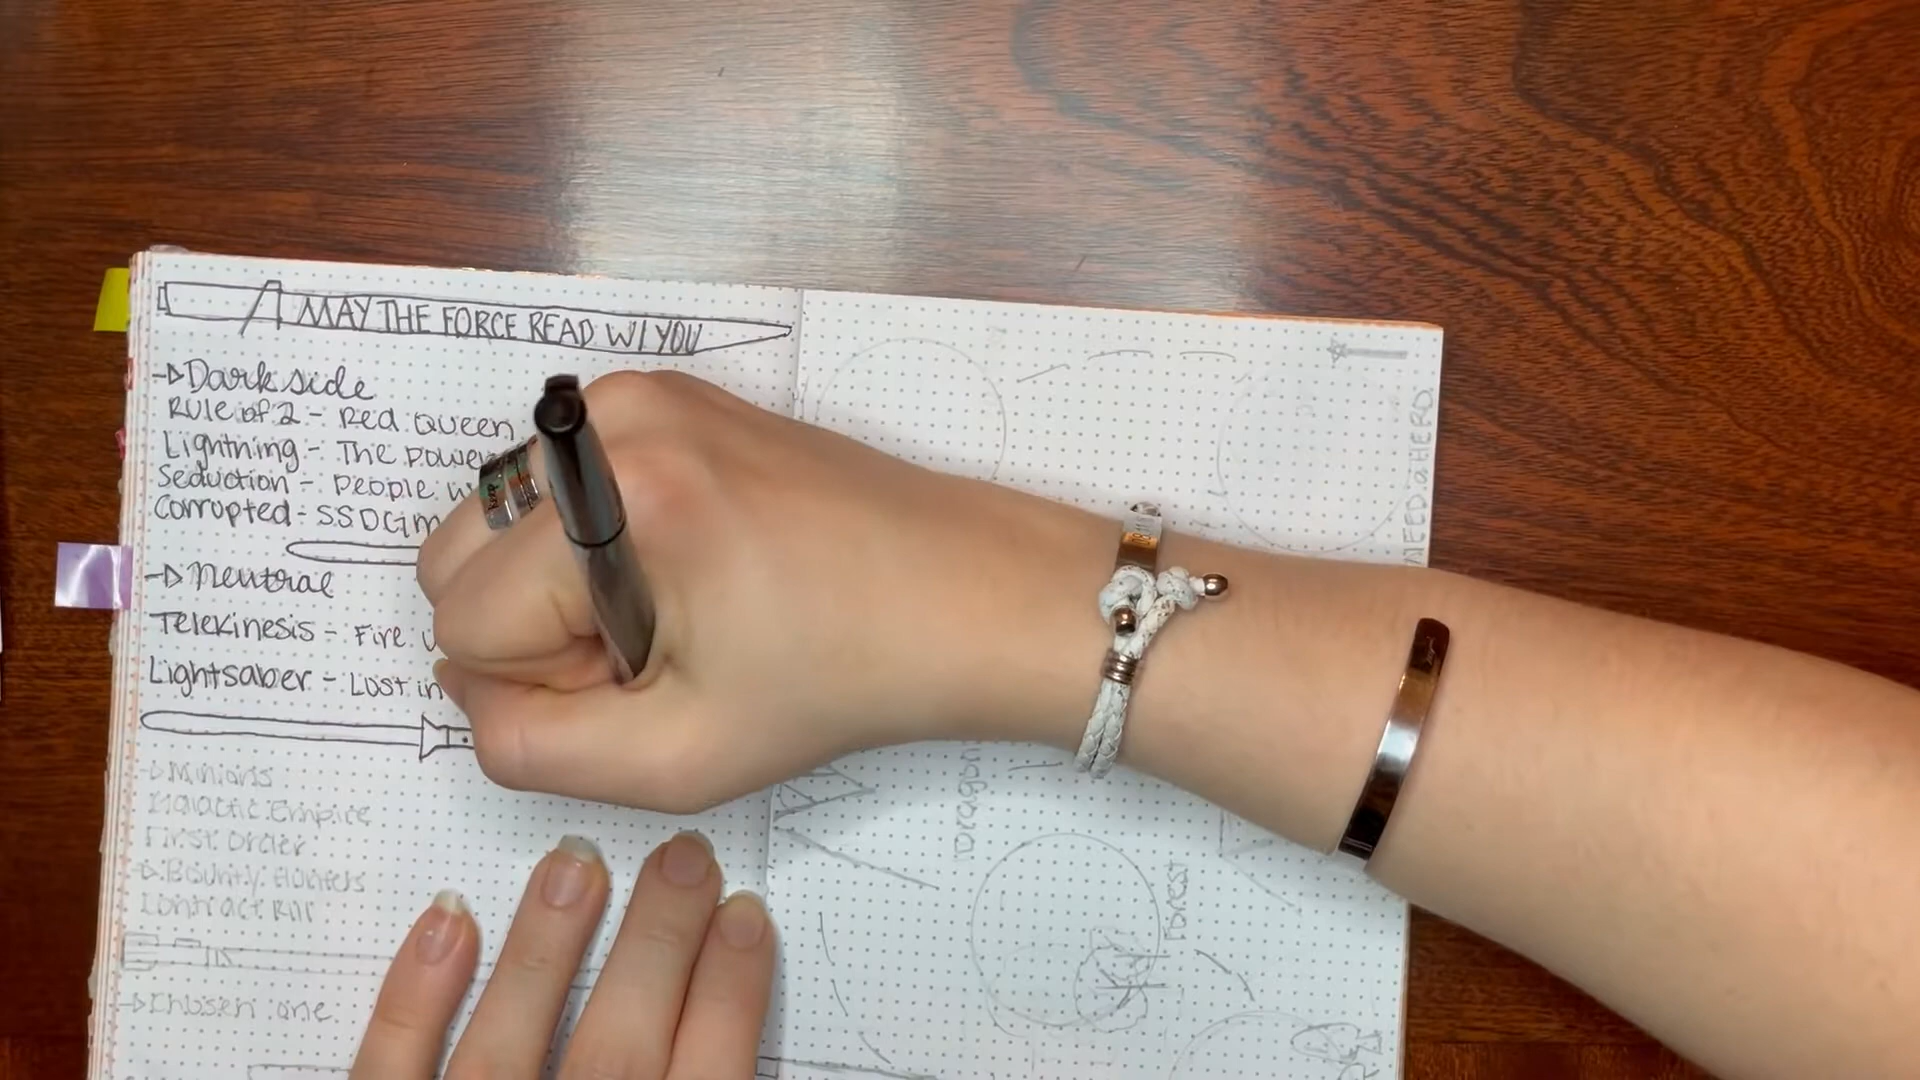 MAY THE FORCE READ W/ YOU
→Dark side
Rule of 2 - Red Queen
Lightning - The power
Seduction - People
Corrupted - SSDGM
→Neutral
Telekinesis - Fire
Lightsaber - Lost in
→Minions
Galactic Empire
First Order
→Bounty Hunters
Contract Kill
→Chosen one
NEED a HERO
Dragon
Forest